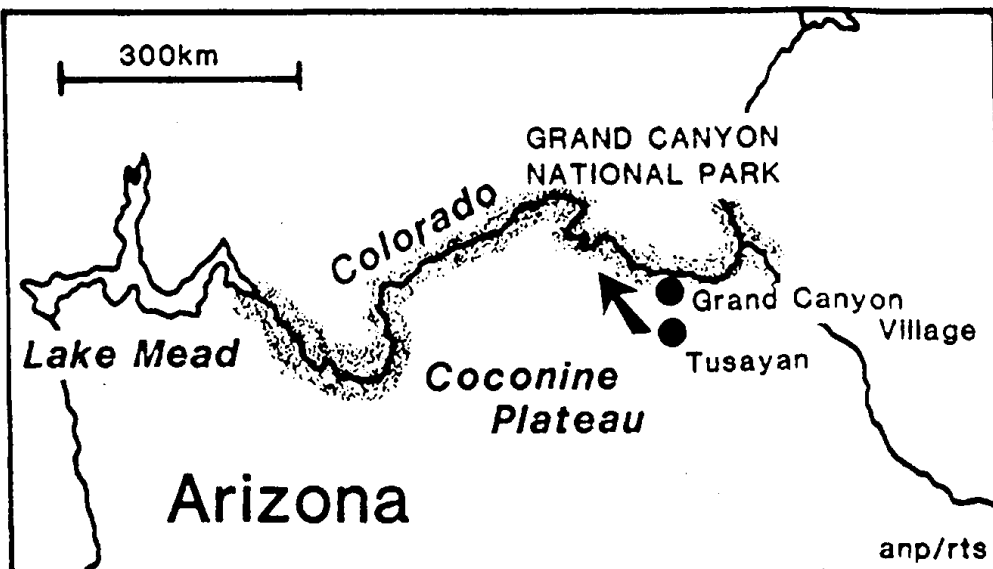 300km
GRAND CANYON
NATIONAL PARK
Colorado
Grand Canyon
Village
Lake Mead
Tusayan
Coconine
Plateau
Arizona
anp/rts